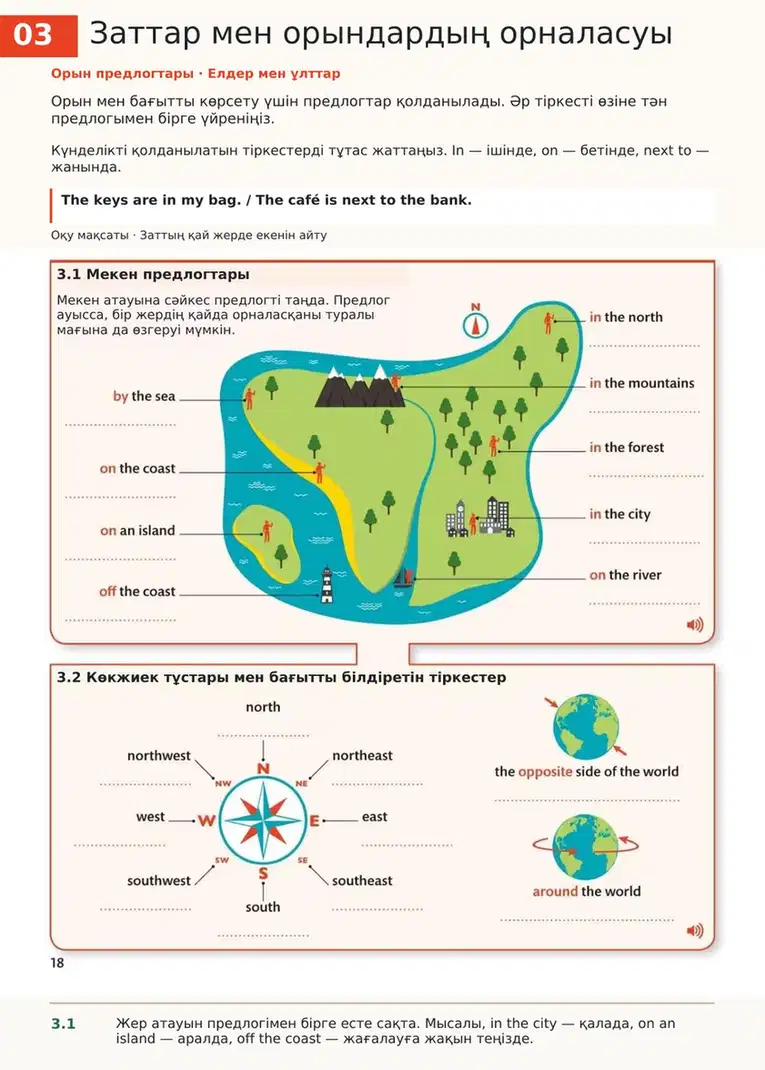 03 Заттар мен орындардың орналасуы
Орын предлогтары · Елдер мен ұлттар
Орын мен бағытты көрсету үшін предлогтар қолданылады. Әр тіркесті өзіне тән
предлогымен бірге үйреніңіз.
Күнделікті қолданылатын тіркестерді тұтас жаттаңыз. In — ішінде, on — бетінде, next to —
жанында.
The keys are in my bag. / The café is next to the bank.
Оқу мақсаты · Заттың қай жерде екенін айту
3.1 Мекен предлогтары
Мекен атауына сәйкес предлогті таңда. Предлог
ауысса, бір жердің қайда орналасқаны туралы
мағына да өзгеруі мүмкін.
N
in the north
in the mountains
by the sea
in the forest
on the coast
in the city
on an island
on the river
off the coast
3.2 Көкжиек тұстары мен бағытты білдіретін тіркестер
north
northwest
northeast
N
NW
NE
west
W
E
east
SW
SE
S
southwest
southeast
south
the opposite side of the world
around the world
18
3.1 Жер атауын предлогімен бірге есте сақта. Мысалы, in the city — қалада, on an
island — аралда, off the coast — жағалауға жақын теңізде.